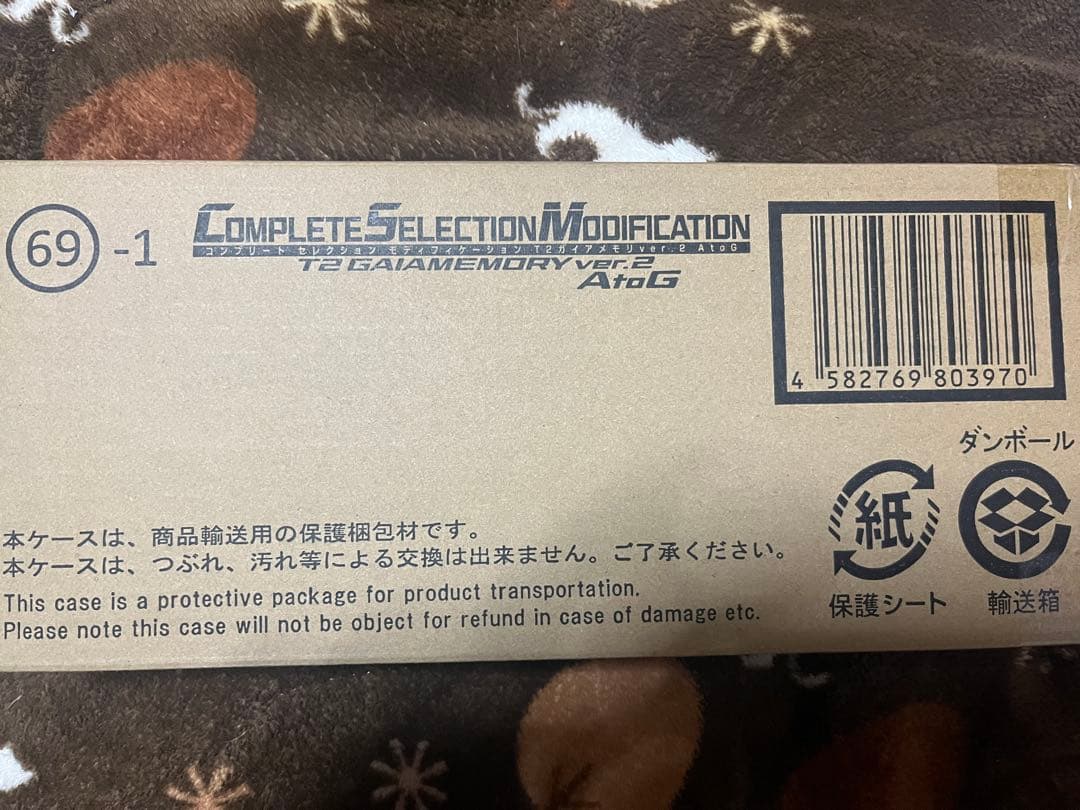 69 -1
COMPLETE SELECTION MODIFICATION
コンプリート セレクション モディフィケーション T2ガイアメモリver.2 AtoG
T2 GAIAMEMORY ver.2
AtoG
4 582769 803970
ダンボール
紙
保護シート
輸送箱
本ケースは、商品輸送用の保護梱包材です。
本ケースは、つぶれ、汚れ等による交換は出来ません。ご了承ください。
This case is a protective package for product transportation.
Please note this case will not be object for refund in case of damage etc.